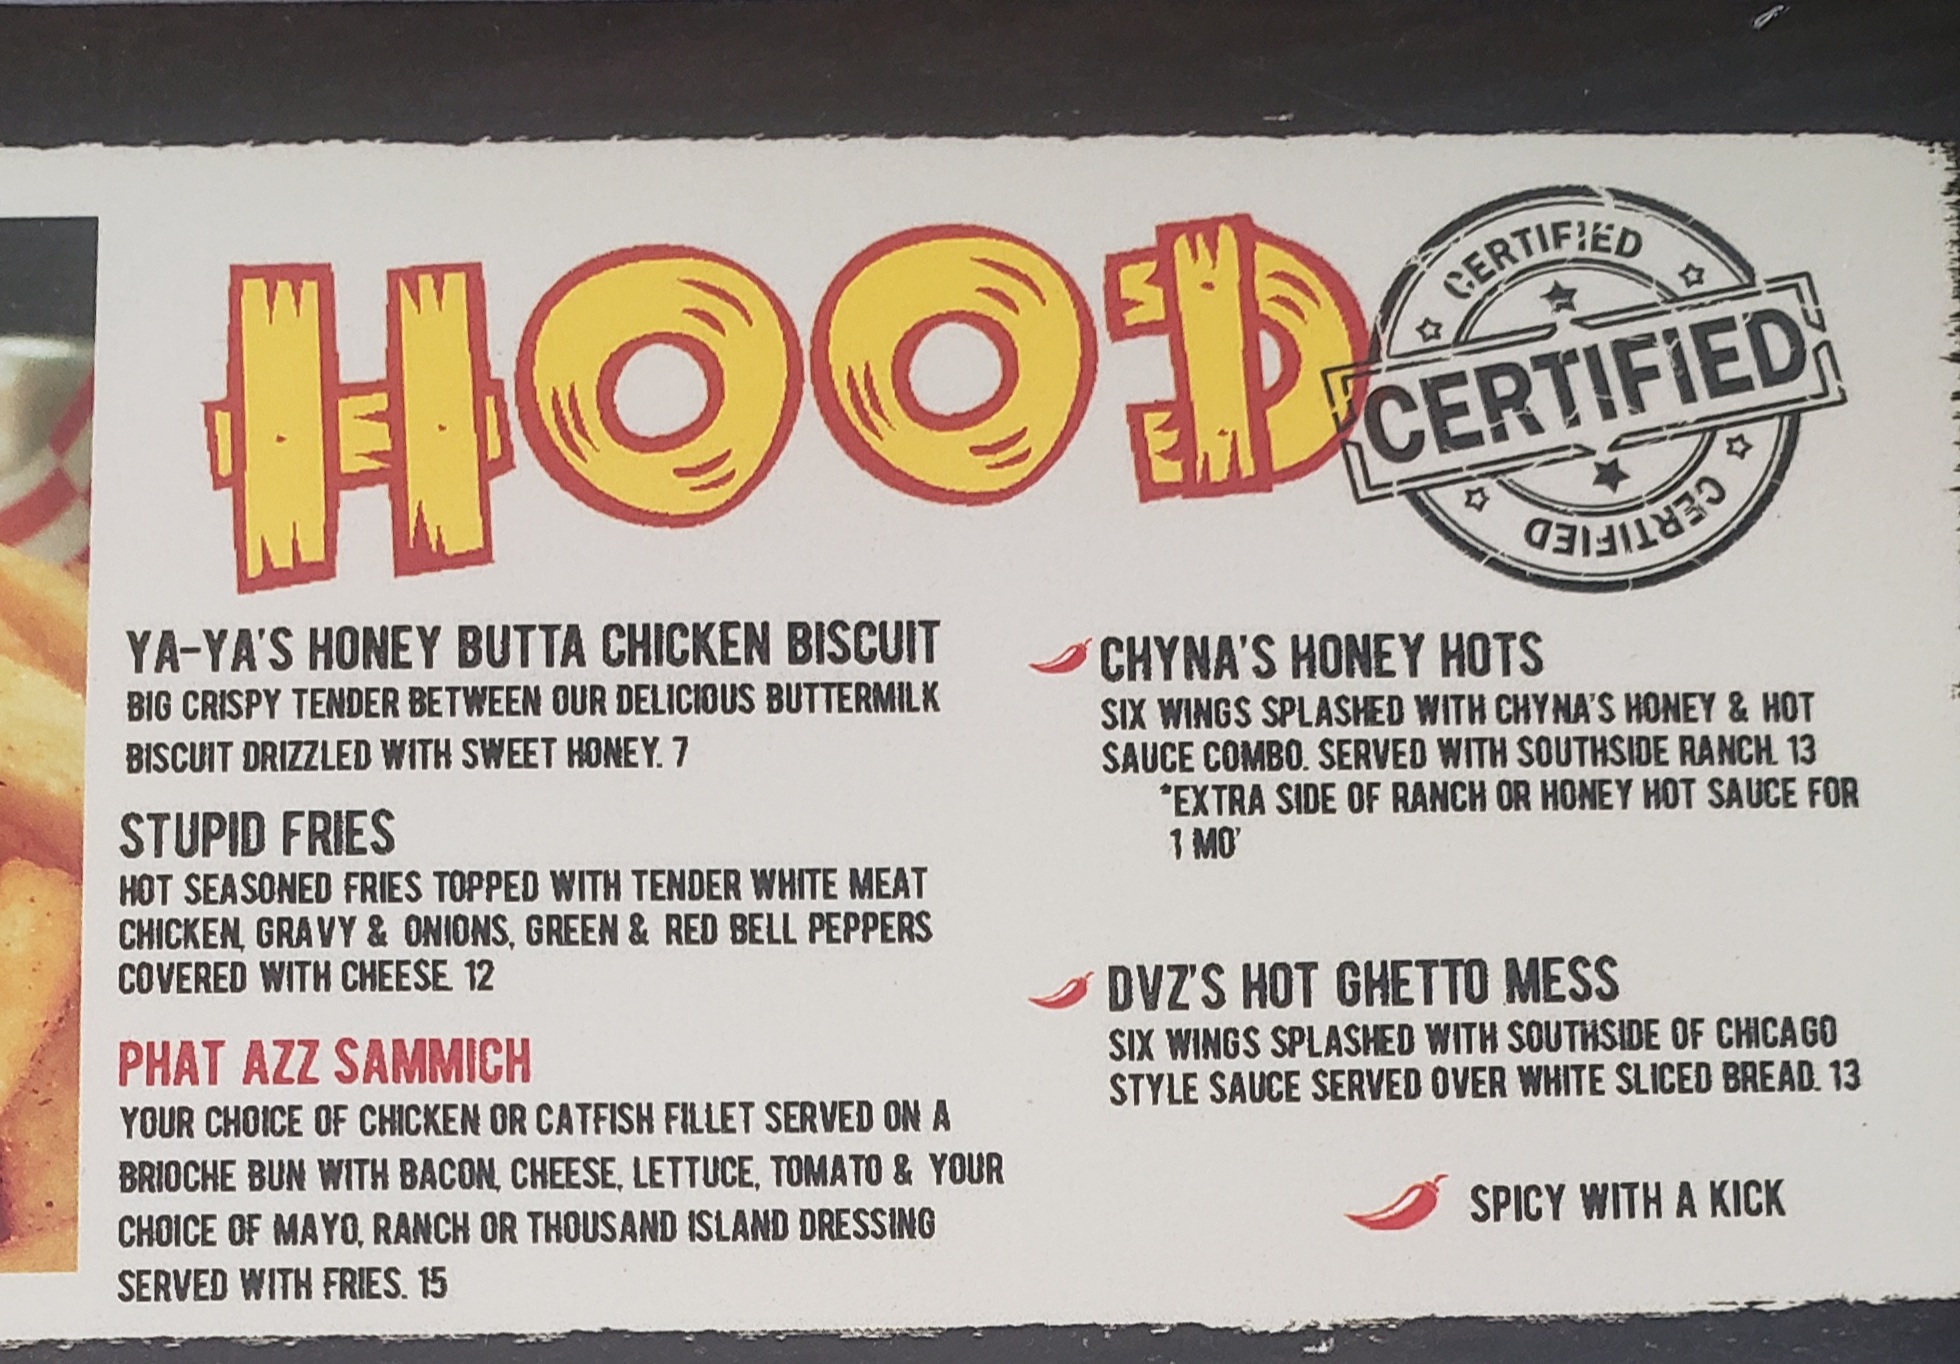 HOOD
CERTIFIED
CERTIFIED
CERTIFIED
YA-YA'S HONEY BUTTA CHICKEN BISCUIT
BIG CRISPY TENDER BETWEEN OUR DELICIOUS BUTTERMILK
BISCUIT DRIZZLED WITH SWEET HONEY. 7
STUPID FRIES
HOT SEASONED FRIES TOPPED WITH TENDER WHITE MEAT
CHICKEN, GRAVY & ONIONS, GREEN & RED BELL PEPPERS
COVERED WITH CHEESE. 12
PHAT AZZ SAMMICH
YOUR CHOICE OF CHICKEN OR CATFISH FILLET SERVED ON A
BRIOCHE BUN WITH BACON, CHEESE, LETTUCE, TOMATO & YOUR
CHOICE OF MAYO, RANCH OR THOUSAND ISLAND DRESSING
SERVED WITH FRIES. 15
CHYNA'S HONEY HOTS
SIX WINGS SPLASHED WITH CHYNA'S HONEY & HOT
SAUCE COMBO. SERVED WITH SOUTHSIDE RANCH. 13
*EXTRA SIDE OF RANCH OR HONEY HOT SAUCE FOR
1 MO'
DVZ'S HOT GHETTO MESS
SIX WINGS SPLASHED WITH SOUTHSIDE OF CHICAGO
STYLE SAUCE SERVED OVER WHITE SLICED BREAD. 13
SPICY WITH A KICK